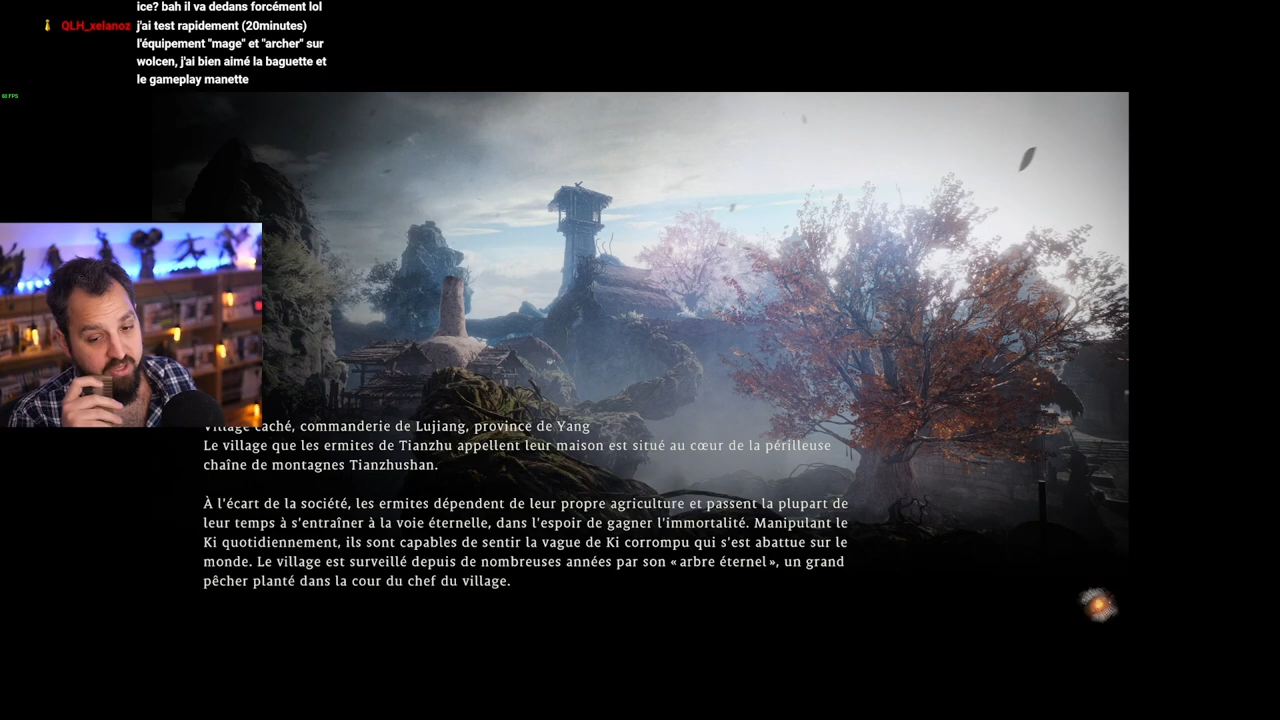 ice? bah il va dedans forcément lol
QLH_xelanoz j'ai test rapidement (20minutes)
l'équipement "mage" et "archer" sur
wolcen, j'ai bien aimé la baguette et
le gameplay manette
60 FPS
Village caché, commanderie de Lujiang, province de Yang
Le village que les ermites de Tianzhu appellent leur maison est situé au cœur de la périlleuse
chaîne de montagnes Tianzhushan.
À l'écart de la société, les ermites dépendent de leur propre agriculture et passent la plupart de
leur temps à s'entraîner à la voie éternelle, dans l'espoir de gagner l'immortalité. Manipulant le
Ki quotidiennement, ils sont capables de sentir la vague de Ki corrompu qui s'est abattue sur le
monde. Le village est surveillé depuis de nombreuses années par son «arbre éternel», un grand
pêcher planté dans la cour du chef du village.